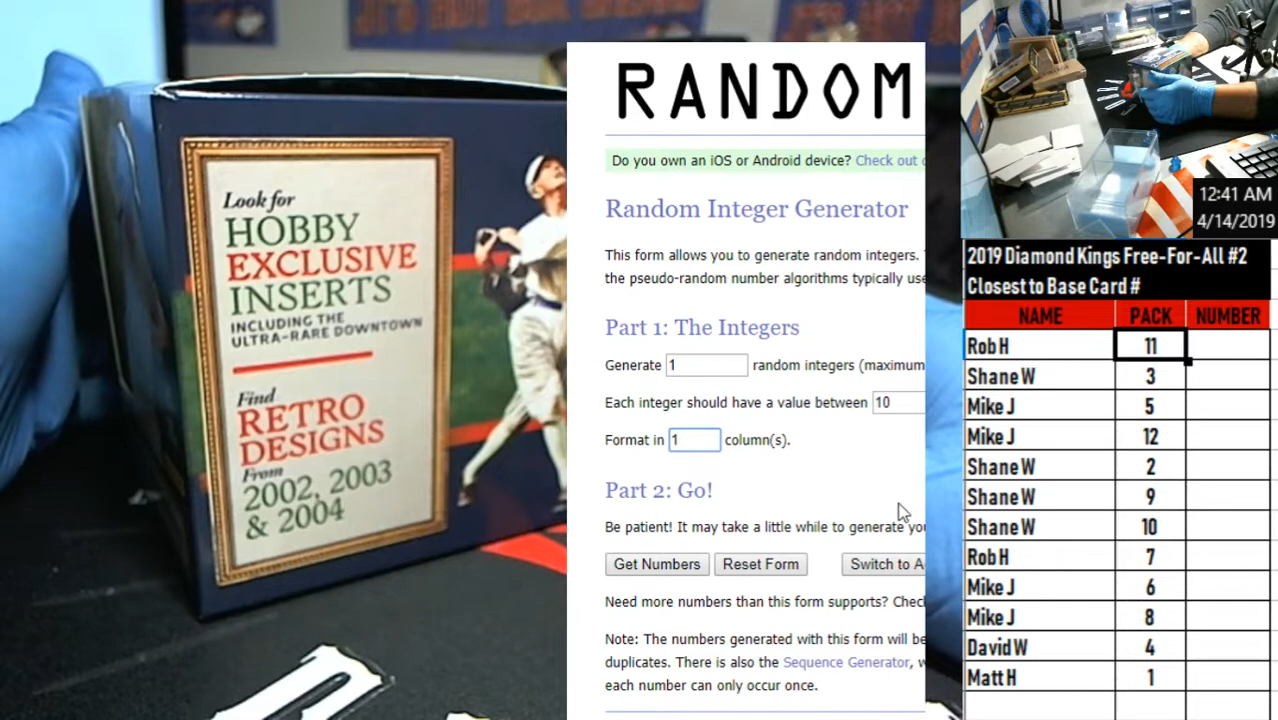 Look for
HOBBY
EXCLUSIVE
INSERTS
INCLUDING THE
ULTRA-RARE DOWNTOWN
Find
RETRO
DESIGNS
From
2002, 2003
& 2004
RANDOM
Do you own an iOS or Android device? Check out
Random Integer Generator
This form allows you to generate random integers.
the pseudo-random number algorithms typically use
Part 1: The Integers
Generate 1 random integers (maximum
Each integer should have a value between 10
Format in 1 column(s).
Part 2: Go!
Be patient! It may take a little while to generate
Get Numbers Reset Form Switch to
Need more numbers than this form supports?
Note: The numbers generated with this form will be
duplicates. There is also the Sequence Generator,
each number can only occur once.
12:41 AM
4/14/2019
2019 Diamond Kings Free-For-All #2
Closest to Base Card #
NAME PACK NUMBER
Rob H 11
Shane W 3
Mike J 5
Mike J 12
Shane W 2
Shane W 9
Shane W 10
Rob H 7
Mike J 6
Mike J 8
David W 4
Matt H 1